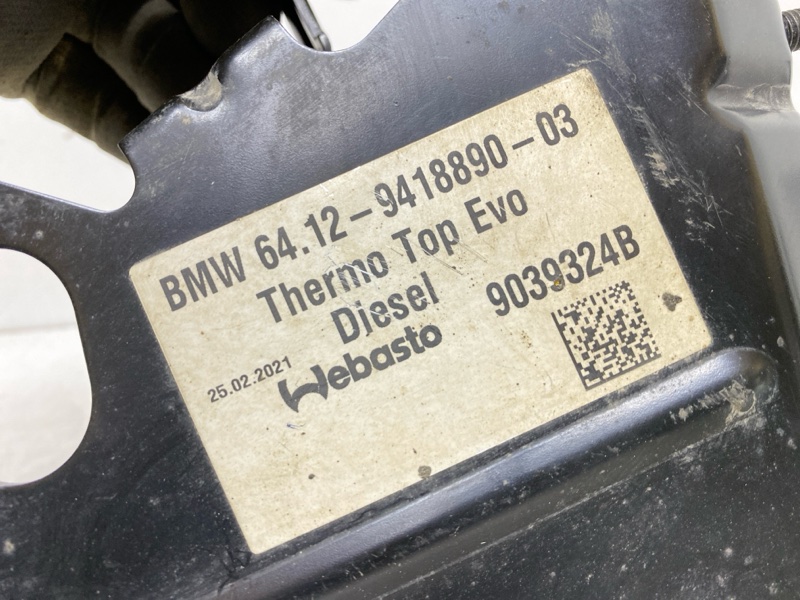 BMW 64.12-9418890-03
Thermo Top Evo
Diesel 9039324B
25.02.2021 Webasto